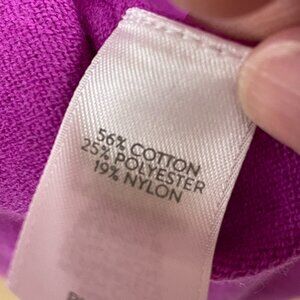 56% COTTON
25% POLYESTER
19% NYLON